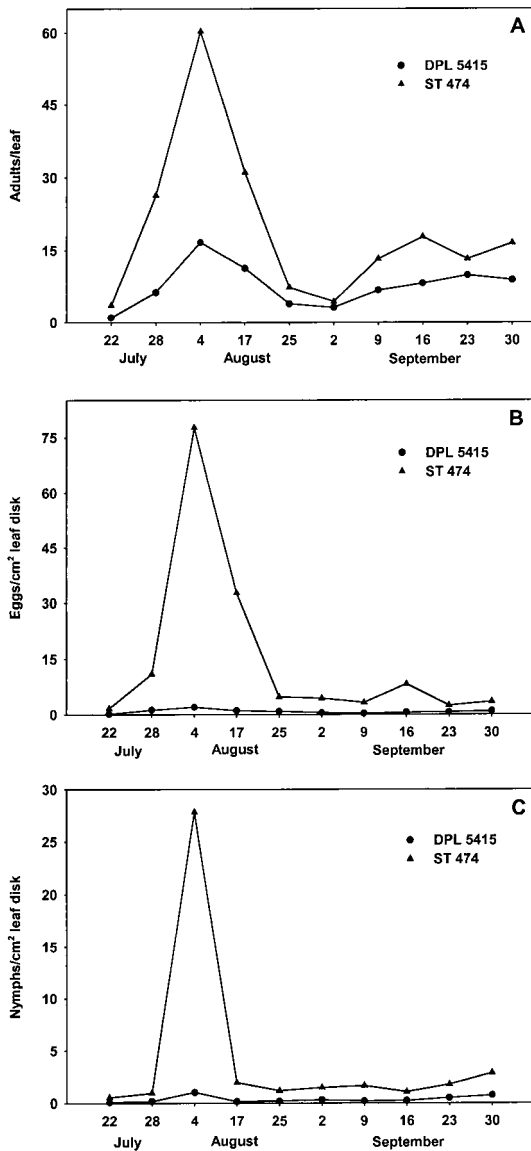 A
60
45
30
15
0
Adults/leaf
DPL 5415
ST 474
22 28 4 17 25 2 9 16 23 30
July August September
B
75
60
45
30
15
0
Eggs/cm² leaf disk
DPL 5415
ST 474
22 28 4 17 25 2 9 16 23 30
July August September
C
30
25
20
15
10
5
0
Nymphs/cm² leaf disk
DPL 5415
ST 474
22 28 4 17 25 2 9 16 23 30
July August September